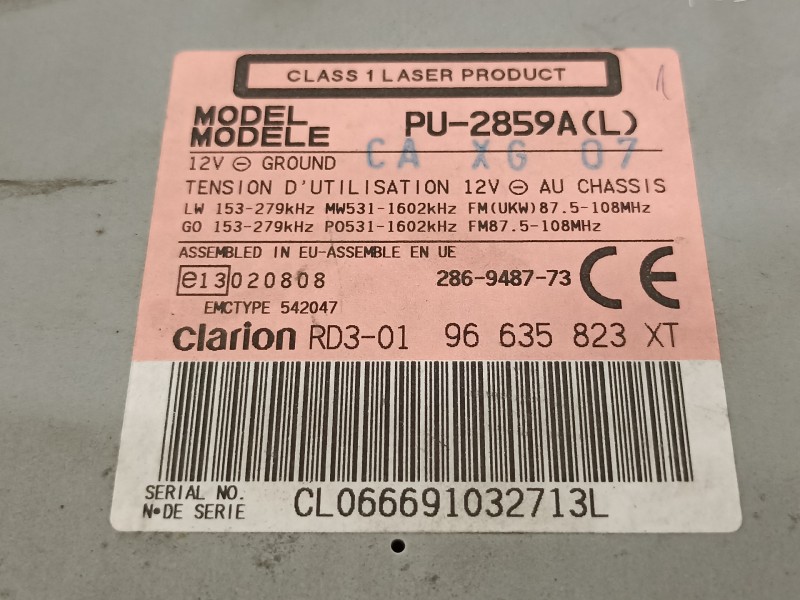 CLASS 1 LASER PRODUCT
MODEL
MODELE PU-2859A(L)
CA XG 07
12V ⊖ GROUND
TENSION D'UTILISATION 12V ⊖ AU CHASSIS
LW 153-279kHz MW531-1602kHz FM(UKW)87.5-108MHz
GO 153-279kHz PO531-1602kHz FM87.5-108MHz
ASSEMBLED IN EU-ASSEMBLE EN UE
e13 020808 286-9487-73 CE
EMCTYPE 542047
clarion RD3-01 96 635 823 XT
SERIAL NO.
N•DE SERIE CL066691032713L